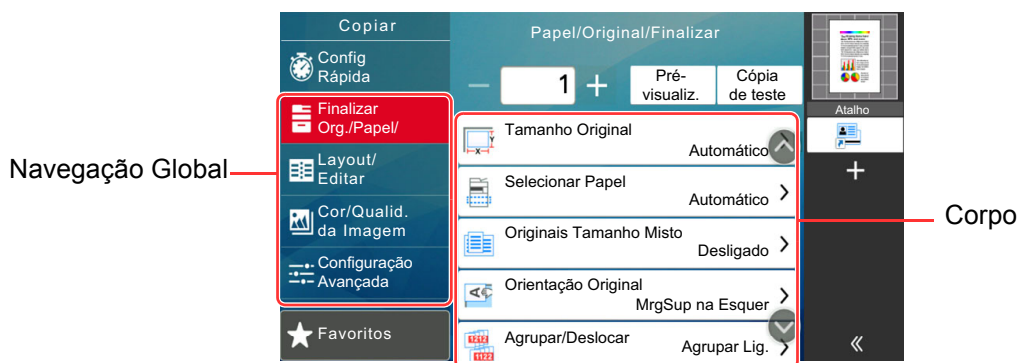 Copiar
Config
Rápida
Finalizar
Org./Papel/
Layout/
Editar
Cor/Qualid.
da Imagem
Configuração
Avançada
Favoritos
Papel/Original/Finalizar
1
Pré-
visualiz.
Cópia
de teste
Tamanho Original
Automático
Selecionar Papel
Automático
Originais Tamanho Misto
Desligado
Orientação Original
MrgSup na Esquer
Agrupar/Deslocar
Agrupar Lig.
Atalho
Navegação Global
Corpo